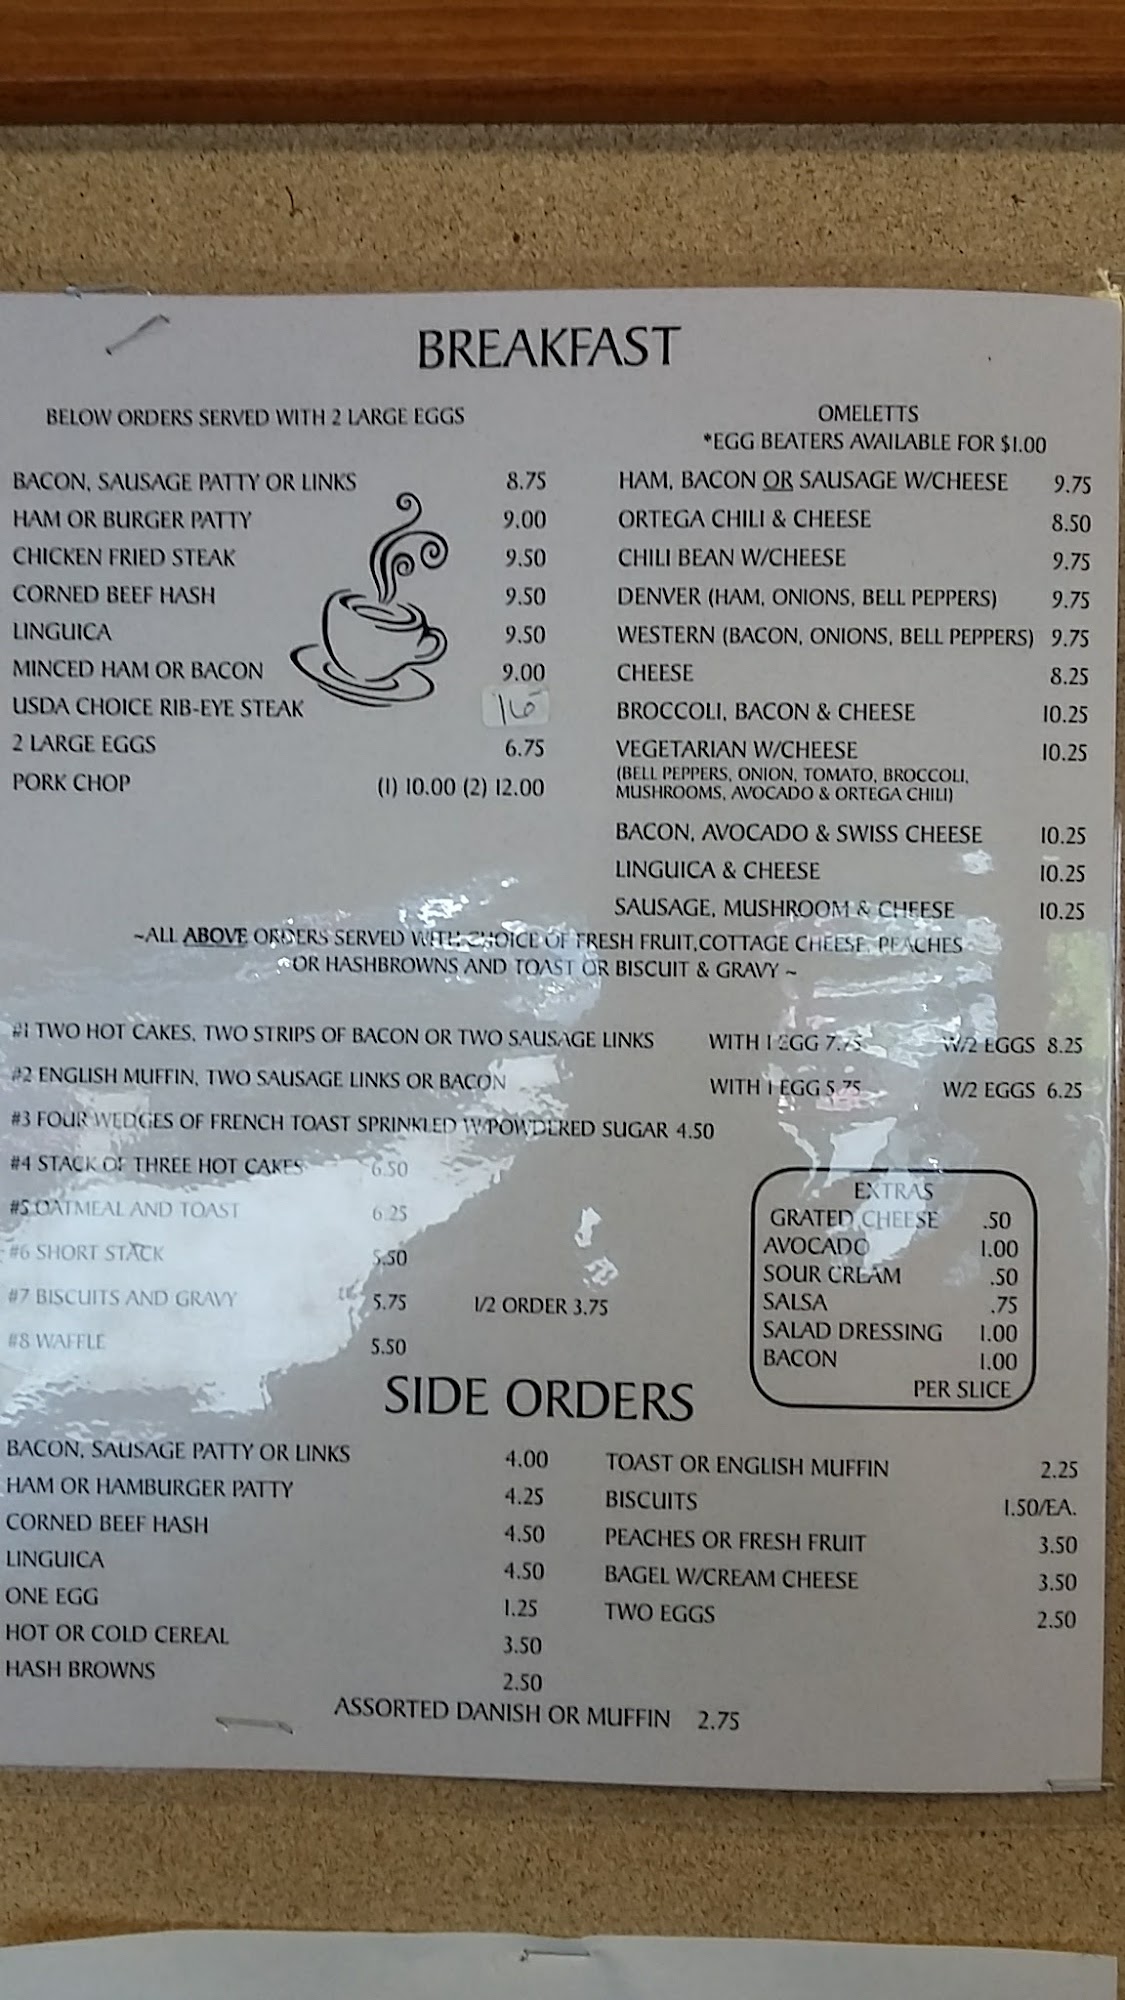 BREAKFAST
BELOW ORDERS SERVED WITH 2 LARGE EGGS
BACON, SAUSAGE PATTY OR LINKS 8.75
HAM OR BURGER PATTY 9.00
CHICKEN FRIED STEAK 9.50
CORNED BEEF HASH 9.50
LINGUICA 9.50
MINCED HAM OR BACON 9.00
USDA CHOICE RIB-EYE STEAK 16
2 LARGE EGGS 6.75
PORK CHOP (1) 10.00 (2) 12.00
OMELETTS
*EGG BEATERS AVAILABLE FOR $1.00
HAM, BACON OR SAUSAGE W/CHEESE 9.75
ORTEGA CHILI & CHEESE 8.50
CHILI BEAN W/CHEESE 9.75
DENVER (HAM, ONIONS, BELL PEPPERS) 9.75
WESTERN (BACON, ONIONS, BELL PEPPERS) 9.75
CHEESE 8.25
BROCCOLI, BACON & CHEESE 10.25
VEGETARIAN W/CHEESE 10.25
(BELL PEPPERS, ONION, TOMATO, BROCCOLI,
MUSHROOMS, AVOCADO & ORTEGA CHILI)
BACON, AVOCADO & SWISS CHEESE 10.25
LINGUICA & CHEESE 10.25
SAUSAGE, MUSHROOM & CHEESE 10.25
~ALL ABOVE ORDERS SERVED WITH CHOICE OF FRESH FRUIT,COTTAGE CHEESE, PEACHES
OR HASHBROWNS AND TOAST OR BISCUIT & GRAVY ~
#1 TWO HOT CAKES, TWO STRIPS OF BACON OR TWO SAUSAGE LINKS WITH 1 EGG 7.75 W/2 EGGS 8.25
#2 ENGLISH MUFFIN, TWO SAUSAGE LINKS OR BACON WITH 1 EGG 5.75 W/2 EGGS 6.25
#3 FOUR WEDGES OF FRENCH TOAST SPRINKLED W/POWDERED SUGAR 4.50
#4 STACK OF THREE HOT CAKES 6.50
#5 OATMEAL AND TOAST 6.25
#6 SHORT STACK 5.50
#7 BISCUITS AND GRAVY 5.75 1/2 ORDER 3.75
#8 WAFFLE 5.50
EXTRAS
GRATED CHEESE .50
AVOCADO 1.00
SOUR CREAM .50
SALSA .75
SALAD DRESSING 1.00
BACON 1.00
PER SLICE
SIDE ORDERS
BACON, SAUSAGE PATTY OR LINKS 4.00
HAM OR HAMBURGER PATTY 4.25
CORNED BEEF HASH 4.50
LINGUICA 4.50
ONE EGG 1.25
HOT OR COLD CEREAL 3.50
HASH BROWNS 2.50
TOAST OR ENGLISH MUFFIN 2.25
BISCUITS 1.50/EA.
PEACHES OR FRESH FRUIT 3.50
BAGEL W/CREAM CHEESE 3.50
TWO EGGS 2.50
ASSORTED DANISH OR MUFFIN 2.75